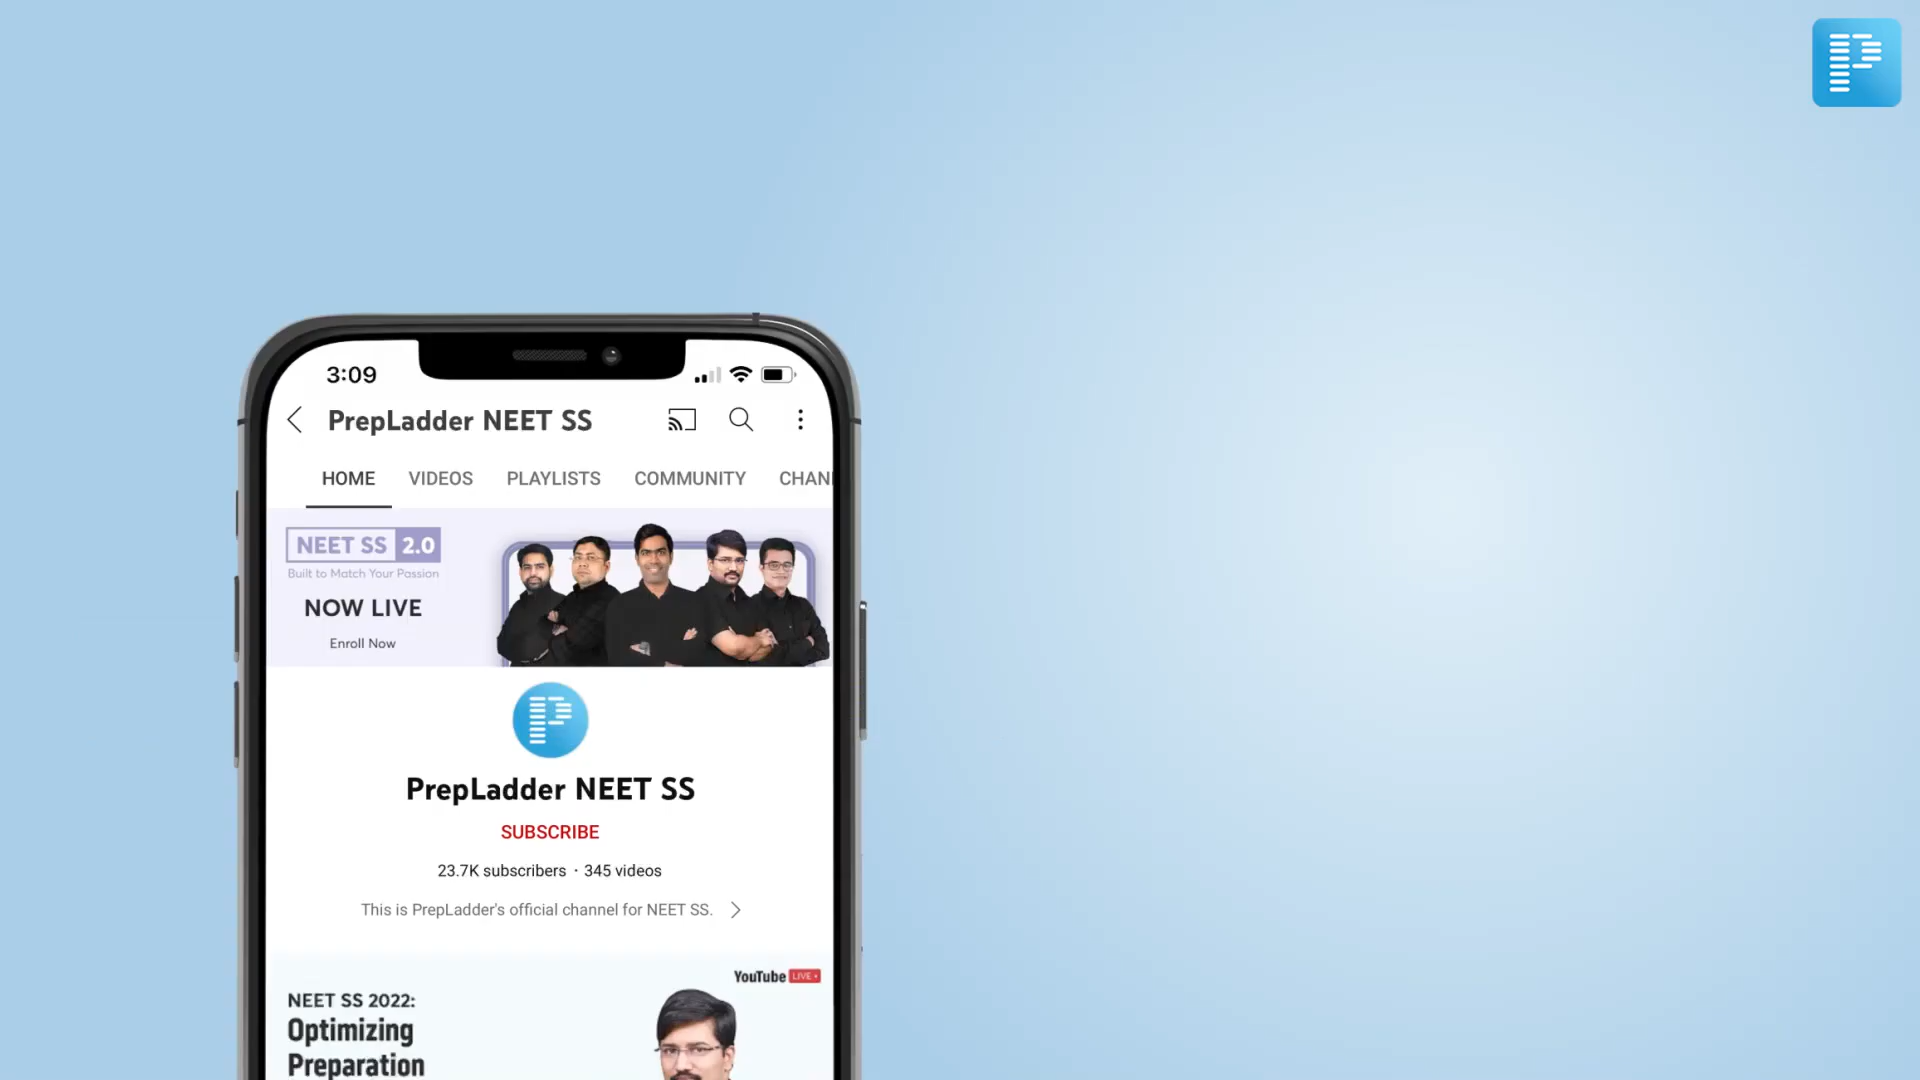 3:09
PrepLadder NEET SS
HOME VIDEOS PLAYLISTS COMMUNITY CHAN
NEET SS 2.0
Built to Match Your Passion
NOW LIVE
Enroll Now
PrepLadder NEET SS
SUBSCRIBE
23.7K subscribers · 345 videos
This is PrepLadder's official channel for NEET SS.
YouTube LIVE
NEET SS 2022:
Optimizing
Preparation